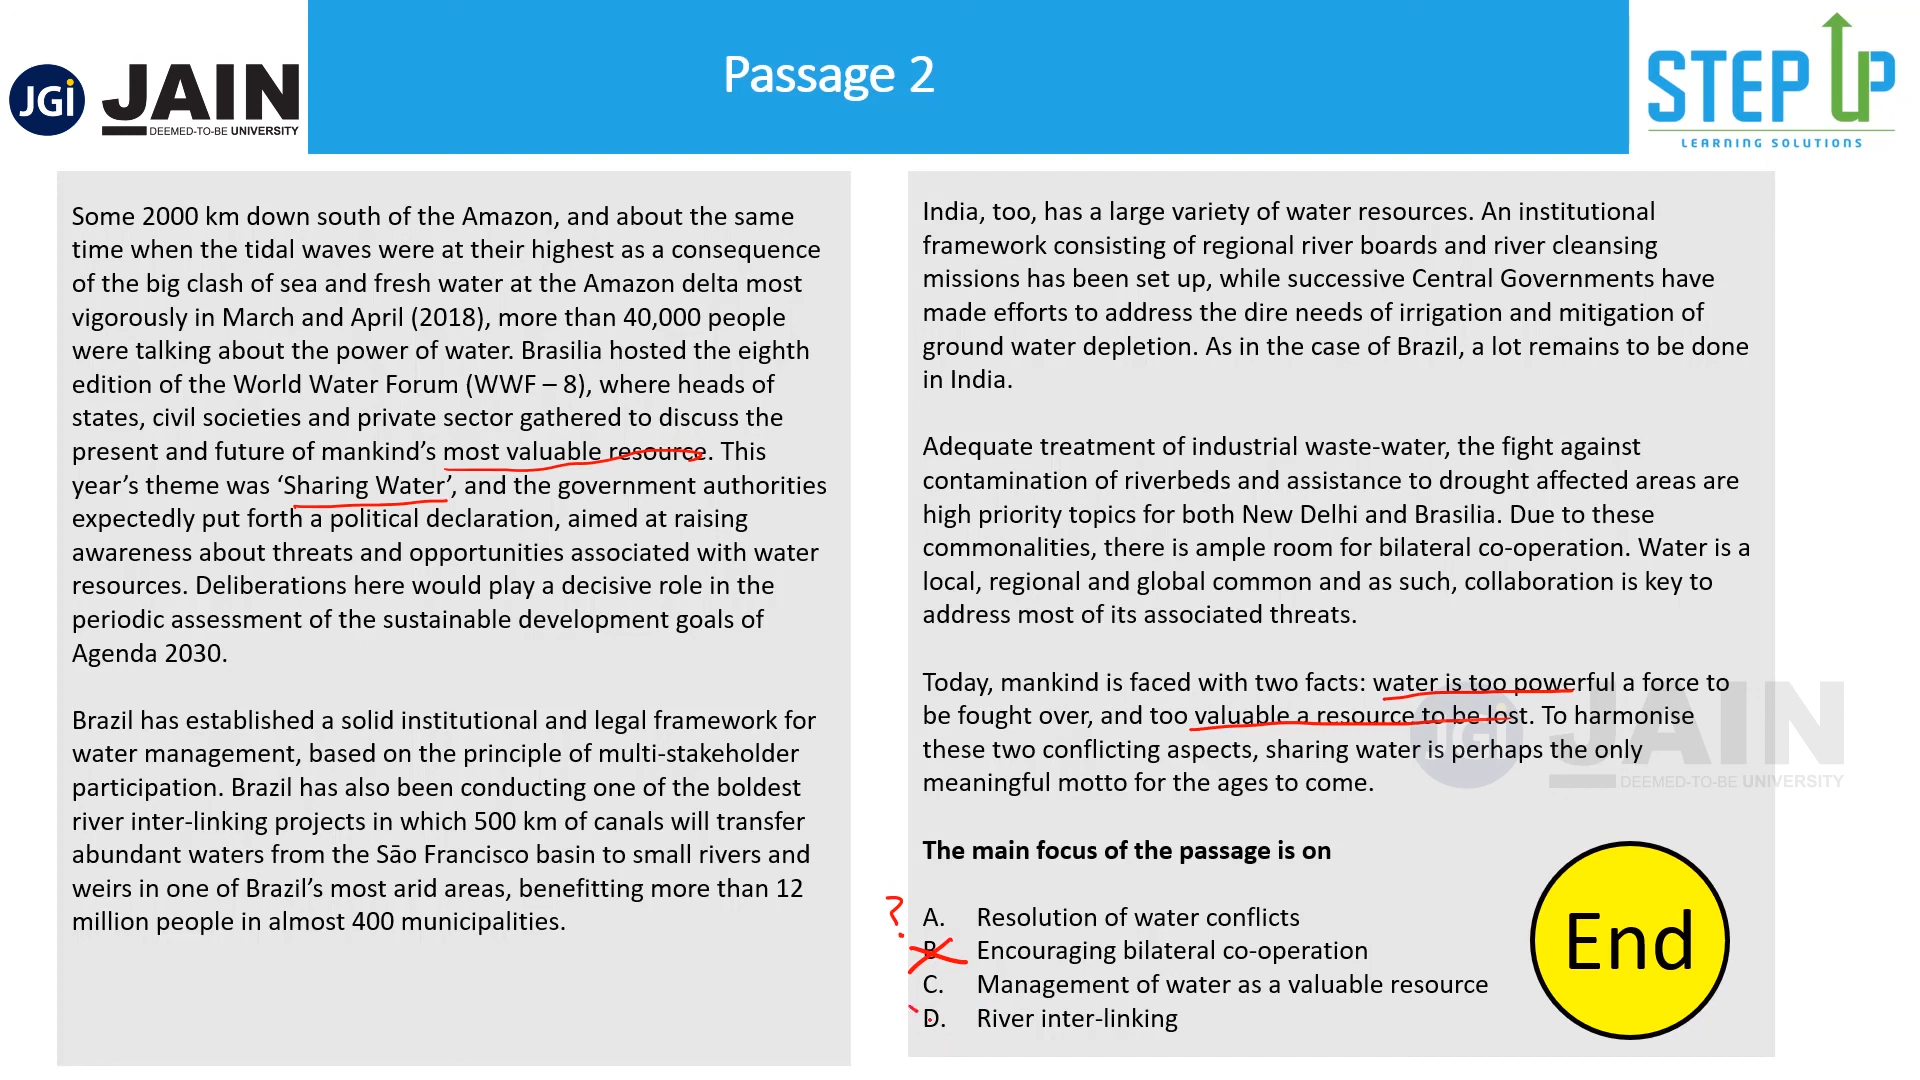 JGi JAIN
DEEMED-TO-BE UNIVERSITY
Passage 2
STEP UP
LEARNING SOLUTIONS
Some 2000 km down south of the Amazon, and about the same
time when the tidal waves were at their highest as a consequence
of the big clash of sea and fresh water at the Amazon delta most
vigorously in March and April (2018), more than 40,000 people
were talking about the power of water. Brasilia hosted the eighth
edition of the World Water Forum (WWF – 8), where heads of
states, civil societies and private sector gathered to discuss the
present and future of mankind’s most valuable resource. This
year’s theme was ‘Sharing Water’, and the government authorities
expectedly put forth a political declaration, aimed at raising
awareness about threats and opportunities associated with water
resources. Deliberations here would play a decisive role in the
periodic assessment of the sustainable development goals of
Agenda 2030.
Brazil has established a solid institutional and legal framework for
water management, based on the principle of multi-stakeholder
participation. Brazil has also been conducting one of the boldest
river inter-linking projects in which 500 km of canals will transfer
abundant waters from the São Francisco basin to small rivers and
weirs in one of Brazil’s most arid areas, benefitting more than 12
million people in almost 400 municipalities.
India, too, has a large variety of water resources. An institutional
framework consisting of regional river boards and river cleansing
missions has been set up, while successive Central Governments have
made efforts to address the dire needs of irrigation and mitigation of
ground water depletion. As in the case of Brazil, a lot remains to be done
in India.
Adequate treatment of industrial waste-water, the fight against
contamination of riverbeds and assistance to drought affected areas are
high priority topics for both New Delhi and Brasilia. Due to these
commonalities, there is ample room for bilateral co-operation. Water is a
local, regional and global common and as such, collaboration is key to
address most of its associated threats.
Today, mankind is faced with two facts: water is too powerful a force to
be fought over, and too valuable a resource to be lost. To harmonise
these two conflicting aspects, sharing water is perhaps the only
meaningful motto for the ages to come.
JGi JAIN
DEEMED-TO-BE UNIVERSITY
The main focus of the passage is on
? A. Resolution of water conflicts
B. Encouraging bilateral co-operation
C. Management of water as a valuable resource
D. River inter-linking
End